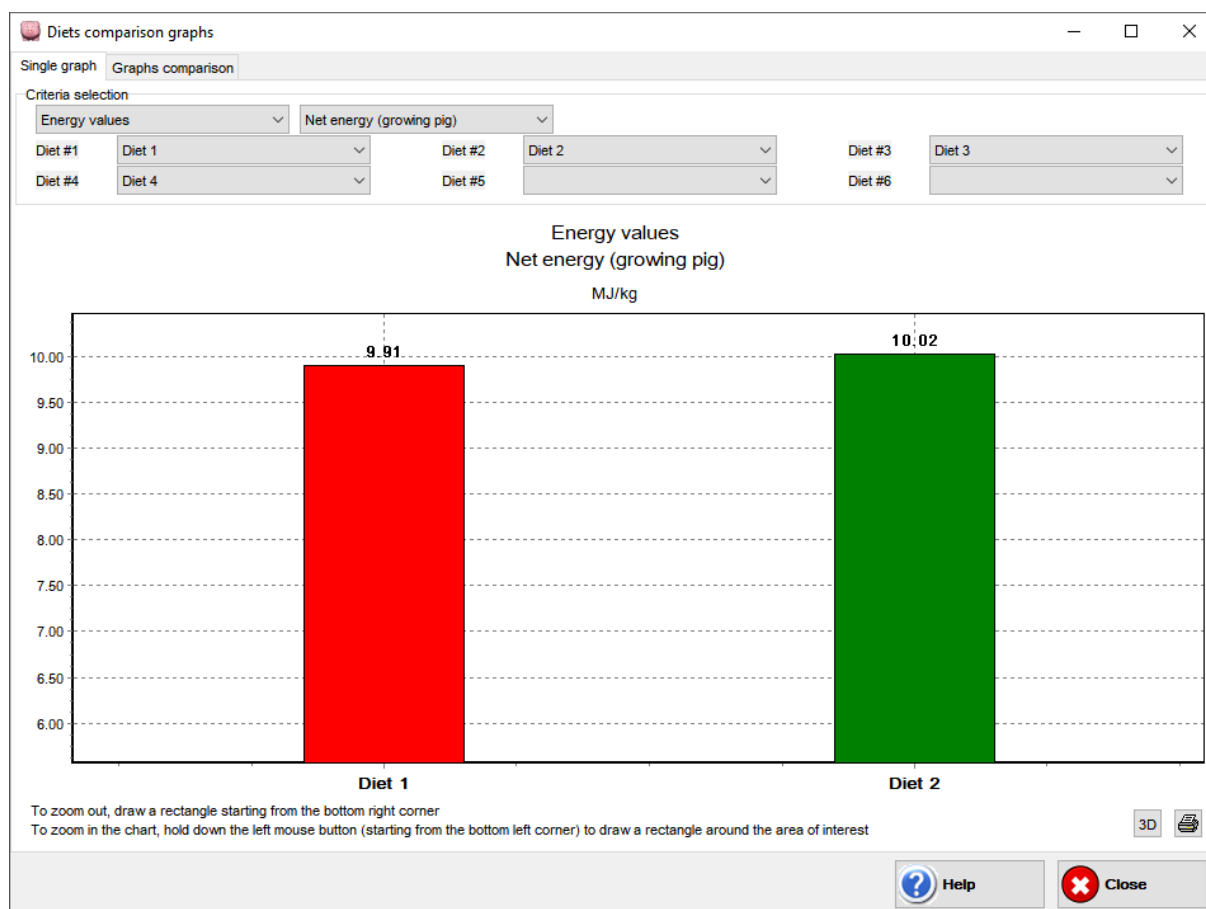 Diets comparison graphs
Single graph Graphs comparison
Criteria selection
Energy values Net energy (growing pig)
Diet #1 Diet 1 Diet #2 Diet 2 Diet #3 Diet 3
Diet #4 Diet 4 Diet #5 Diet #6
Energy values
Net energy (growing pig)
MJ/kg
9.91 10.02
10.00
9.50
9.00
8.50
8.00
7.50
7.00
6.50
6.00
Diet 1 Diet 2
To zoom out, draw a rectangle starting from the bottom right corner
To zoom in the chart, hold down the left mouse button (starting from the bottom left corner) to draw a rectangle around the area of interest
3D
Help Close